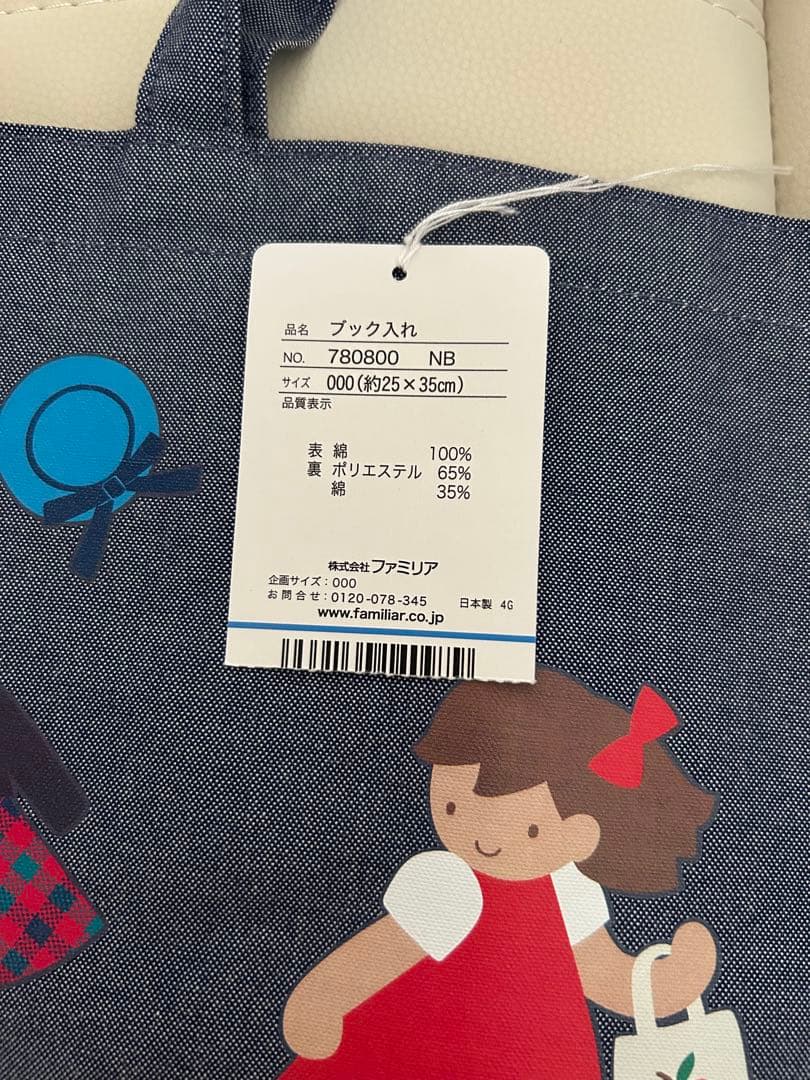 品名 ブック入れ
NO. 780800 NB
サイズ 000(約25×35cm)
品質表示
表 綿 100%
裏 ポリエステル 65%
綿 35%
株式会社ファミリア
企画サイズ:000
お問合せ:0120-078-345 日本製 4G
www.familiar.co.jp